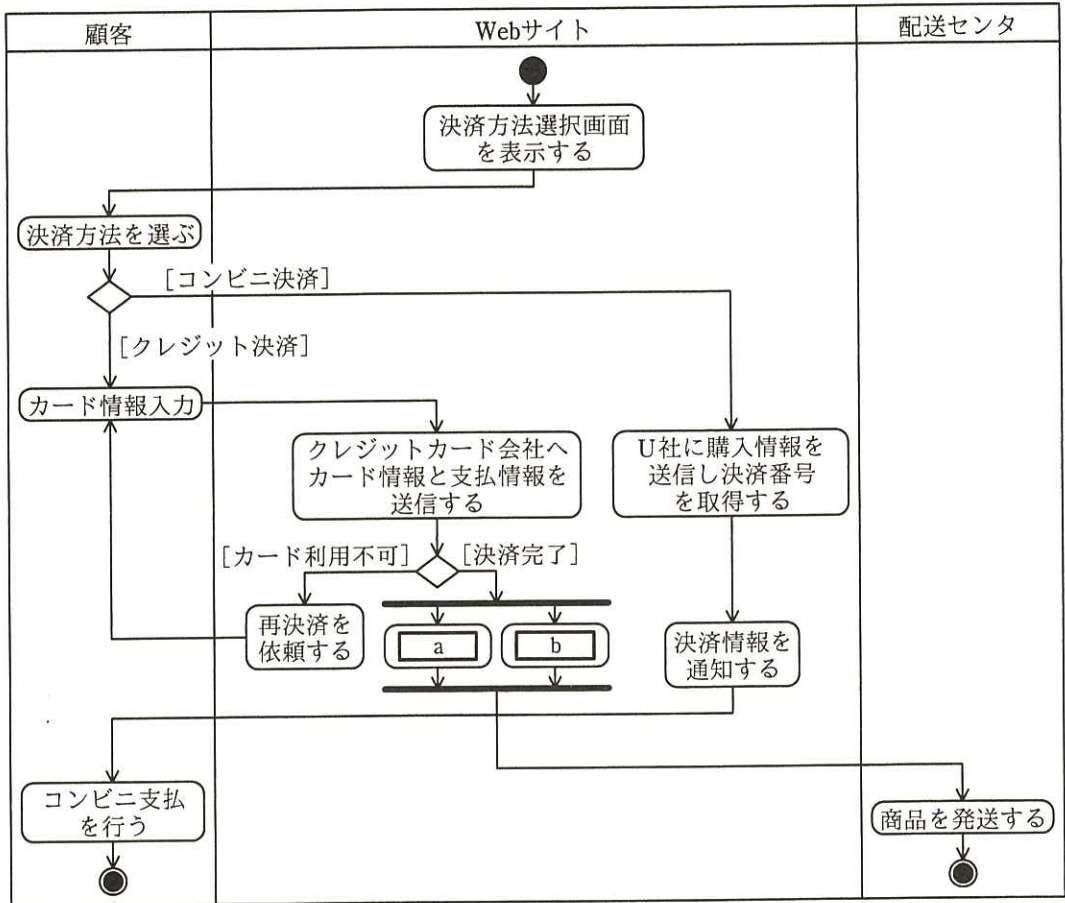 顧客
Webサイト
配送センタ
決済方法選択画面
を表示する
決済方法を選ぶ
[コンビニ決済]
[クレジット決済]
カード情報入力
クレジットカード会社へ
カード情報と支払情報を
送信する
U社に購入情報を
送信し決済番号
を取得する
[カード利用不可]
[決済完了]
再決済を
依頼する
a
b
決済情報を
通知する
コンビニ支払
を行う
商品を発送する